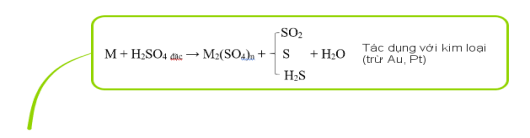 SO₂
M + H₂SO₄ đặc → M₂(SO₄)ₙ + S + H₂O
H₂S
Tác dụng với kim loại
(trừ Au, Pt)